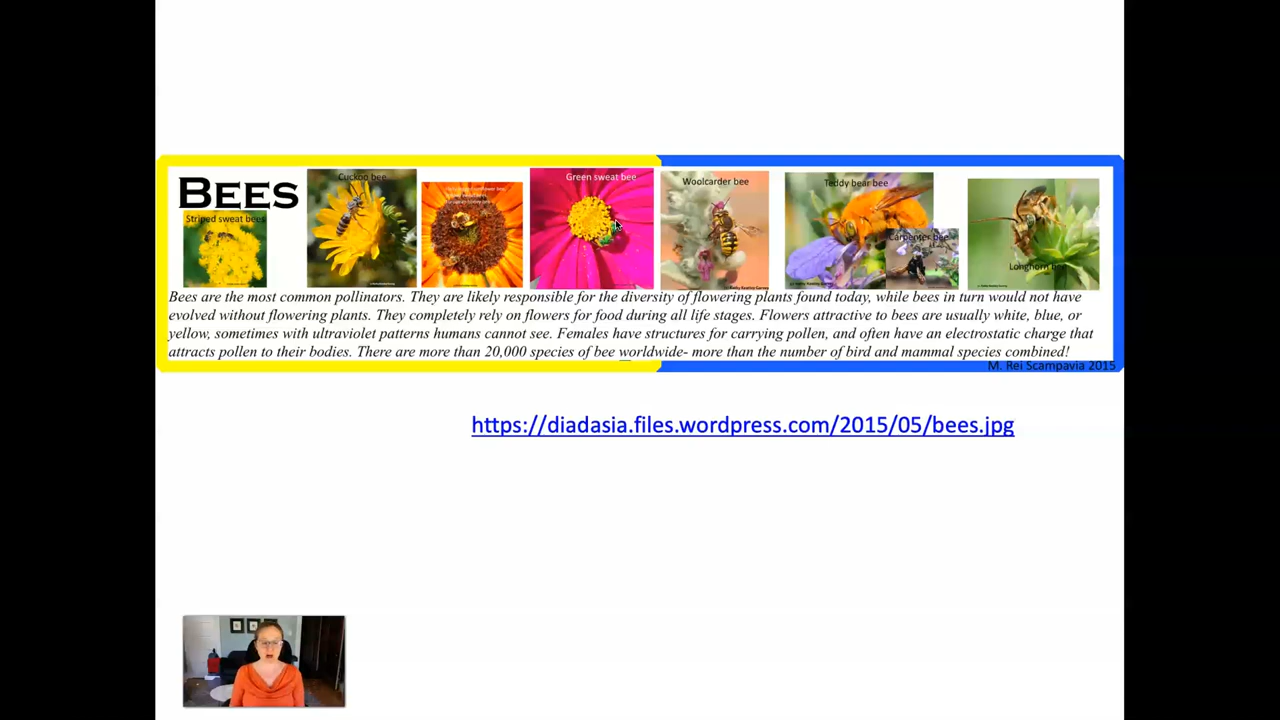 BEES
Striped sweat bees
Cuckoo bee
Green sweat bee
Woolcarder bee
Teddy bear bee
Carpenter bee
Longhorn bee
Bees are the most common pollinators. They are likely responsible for the diversity of flowering plants found today, while bees in turn would not have
evolved without flowering plants. They completely rely on flowers for food during all life stages. Flowers attractive to bees are usually white, blue, or
yellow, sometimes with ultraviolet patterns humans cannot see. Females have structures for carrying pollen, and often have an electrostatic charge that
attracts pollen to their bodies. There are more than 20,000 species of bee worldwide- more than the number of bird and mammal species combined!
M. Rei Scampavia 2015
https://diadasia.files.wordpress.com/2015/05/bees.jpg